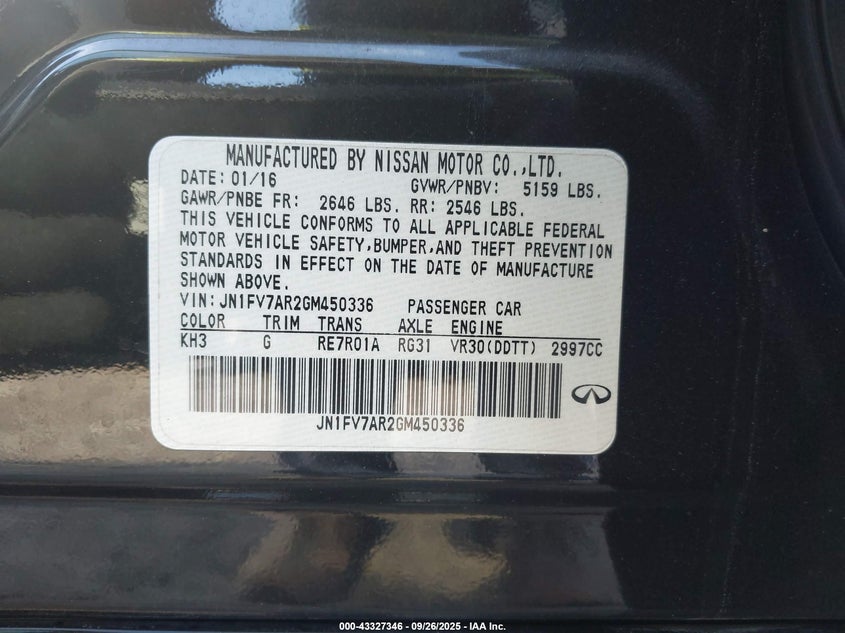 MANUFACTURED BY NISSAN MOTOR CO.,LTD.
DATE: 01/16 GVWR/PNBV: 5159 LBS.
GAWR/PNBE FR: 2646 LBS. RR: 2546 LBS.
THIS VEHICLE CONFORMS TO ALL APPLICABLE FEDERAL
MOTOR VEHICLE SAFETY,BUMPER,AND THEFT PREVENTION
STANDARDS IN EFFECT ON THE DATE OF MANUFACTURE
SHOWN ABOVE.
VIN: JN1FV7AR2GM450336 PASSENGER CAR
COLOR TRIM TRANS AXLE ENGINE
KH3 G RE7R01A RG31 VR30(DDTT) 2997CC
JN1FV7AR2GM450336
000-43327346 - 09/26/2025 - IAA Inc.